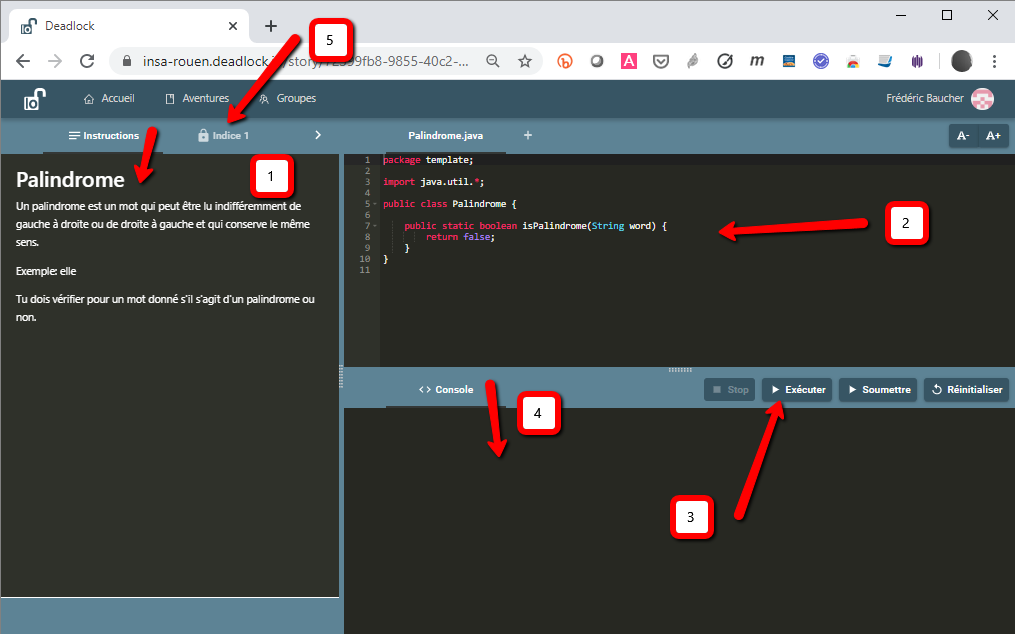 Deadlock
5
insa-rouen.deadlock.
/story/
9fb8-9855-40c2-...
Accueil
Aventures
Groupes
Frédéric Baucher
Instructions
Indice 1
Palindrome.java
+
A-
A+
Palindrome
1
Un palindrome est un mot qui peut être lu indifféremment de
gauche à droite ou de droite à gauche et qui conserve le même
sens.
Exemple: elle
Tu dois vérifier pour un mot donné s'il s'agit d'un palindrome ou
non.
1 package template;
2
3 import java.util.*;
4
5 public class Palindrome {
6
7 public static boolean isPalindrome(String word) {
8 return false;
9 }
10 }
11
2
<> Console
Stop
Exécuter
Soumettre
Réinitialiser
4
3